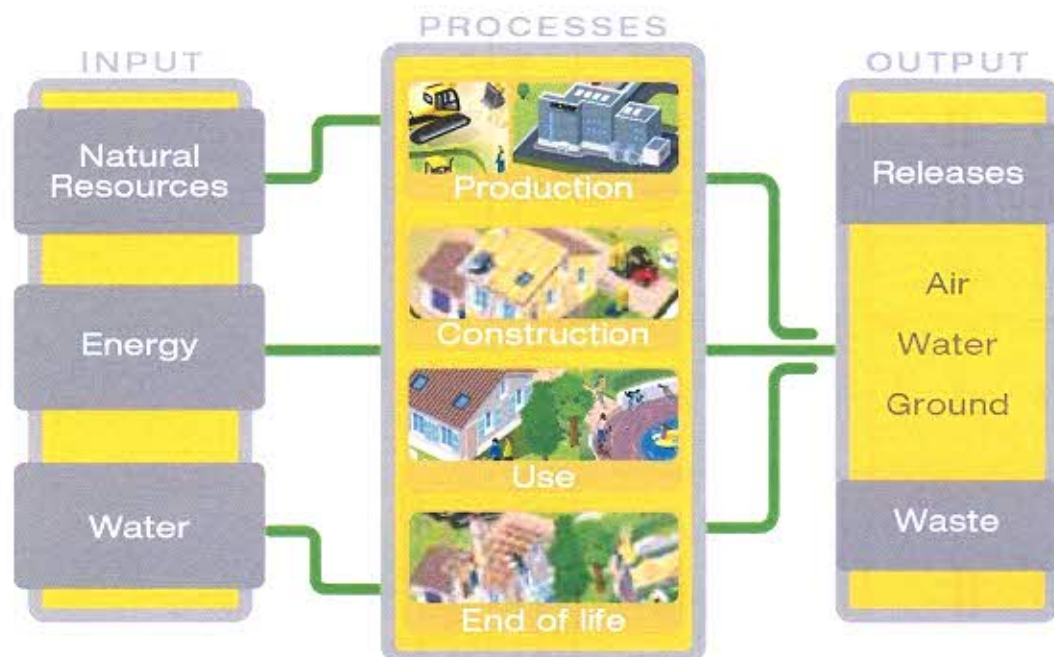 PROCESSES
INPUT
OUTPUT
Natural
Resources
Energy
Water
Production
Construction
Use
End of life
Releases
Air
Water
Ground
Waste